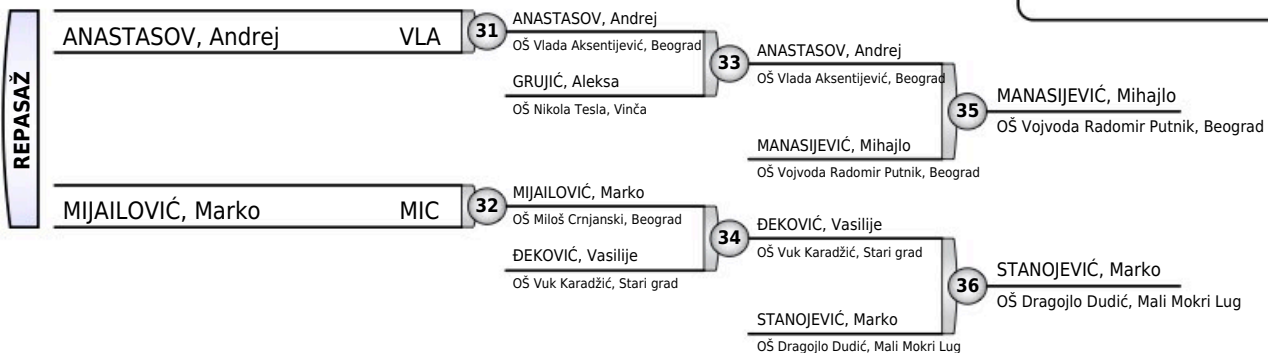 REPASAŽ
ANASTASOV, Andrej VLA
31
ANASTASOV, Andrej
OŠ Vlada Aksentijević, Beograd
GRUJIĆ, Aleksa
OŠ Nikola Tesla, Vinča
33
ANASTASOV, Andrej
OŠ Vlada Aksentijević, Beograd
MANASIJEVIĆ, Mihajlo
OŠ Vojvoda Radomir Putnik, Beograd
35
MANASIJEVIĆ, Mihajlo
OŠ Vojvoda Radomir Putnik, Beograd
MIJAILOVIĆ, Marko MIC
32
MIJAILOVIĆ, Marko
OŠ Miloš Crnjanski, Beograd
ĐEKOVIĆ, Vasilije
OŠ Vuk Karadžić, Stari grad
34
ĐEKOVIĆ, Vasilije
OŠ Vuk Karadžić, Stari grad
STANOJEVIĆ, Marko
OŠ Dragojlo Dudić, Mali Mokri Lug
36
STANOJEVIĆ, Marko
OŠ Dragojlo Dudić, Mali Mokri Lug